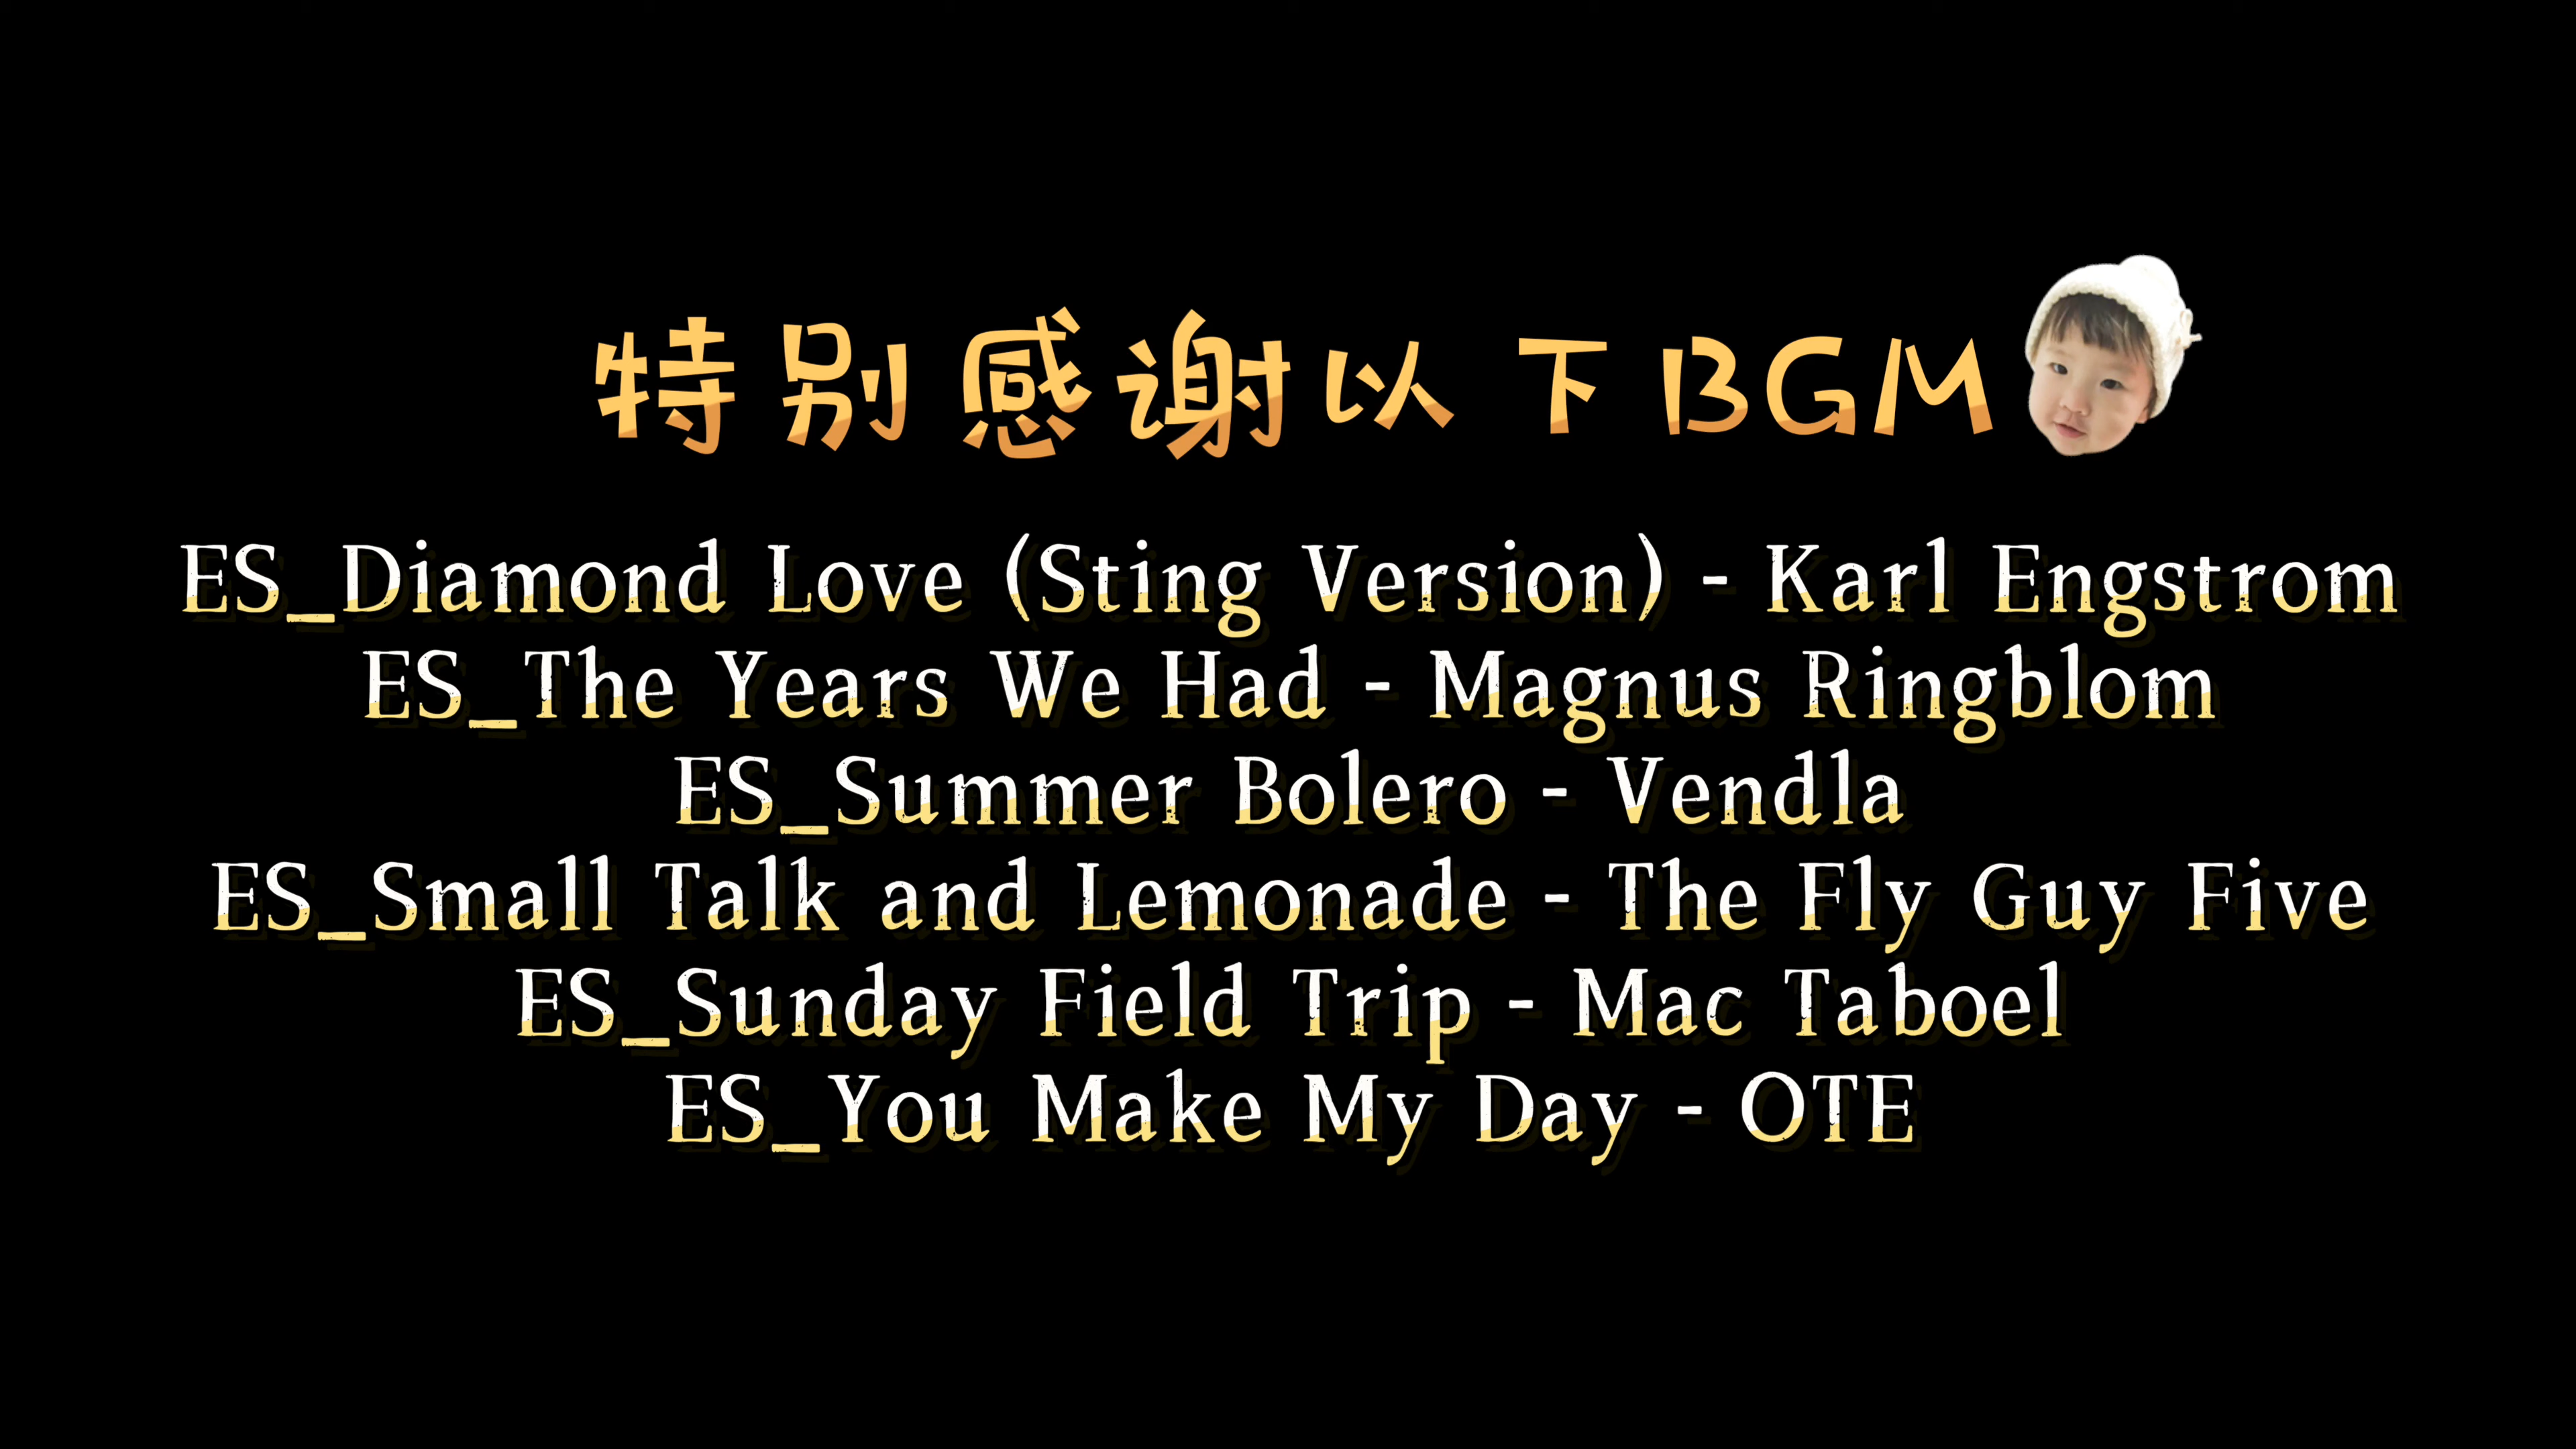 特别感谢以下BGM
ES_Diamond Love (Sting Version) - Karl Engstrom
ES_The Years We Had - Magnus Ringblom
ES_Summer Bolero - Vendla
ES_Small Talk and Lemonade - The Fly Guy Five
ES_Sunday Field Trip - Mac Taboel
ES_You Make My Day - OTE